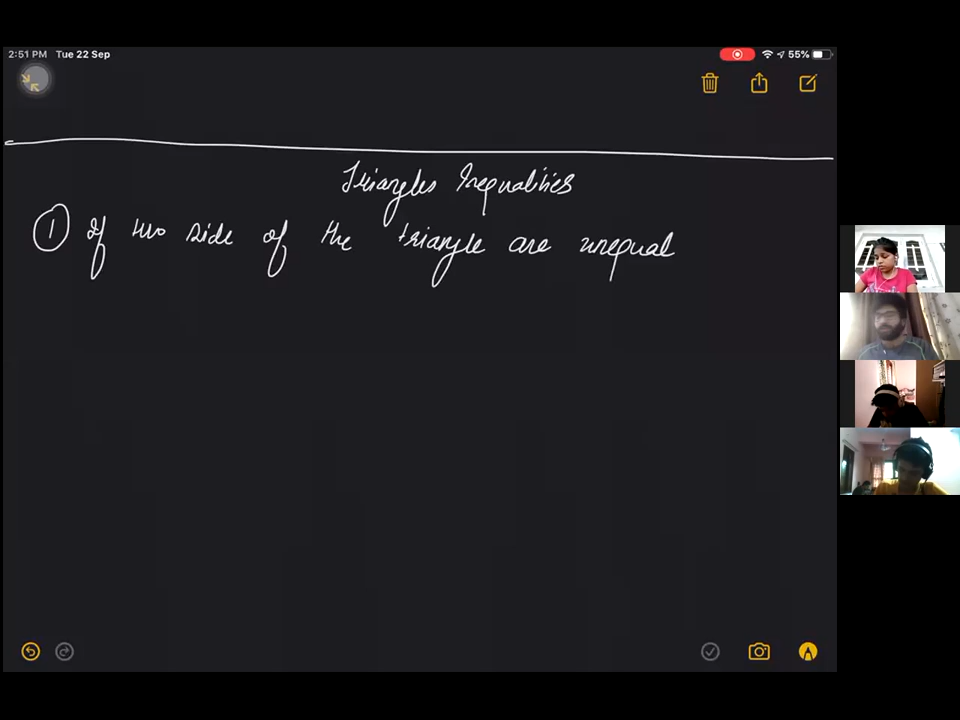 2:51 PM Tue 22 Sep
55%
Triangles Inequalities
① If two side of the triangle are unequal